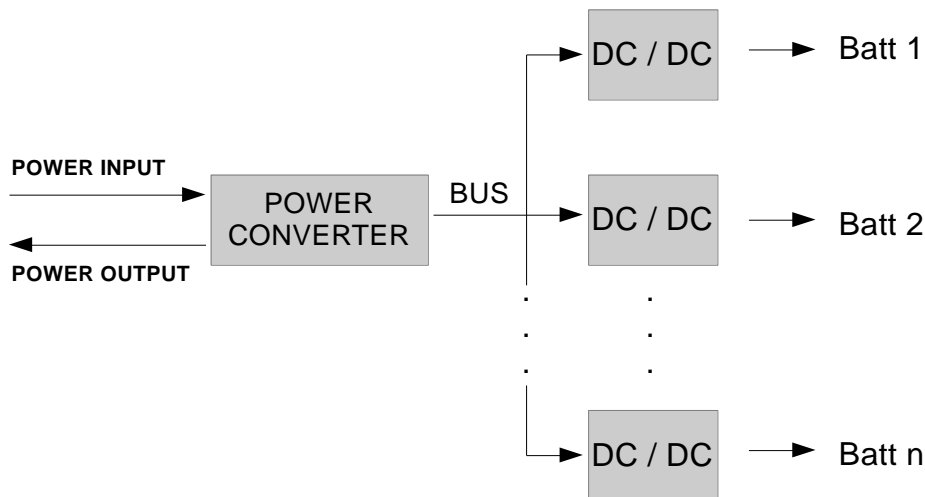 DC / DC
Batt 1
POWER INPUT
POWER
CONVERTER
BUS
DC / DC
Batt 2
POWER OUTPUT
.
.
.
.
.
.
DC / DC
Batt n